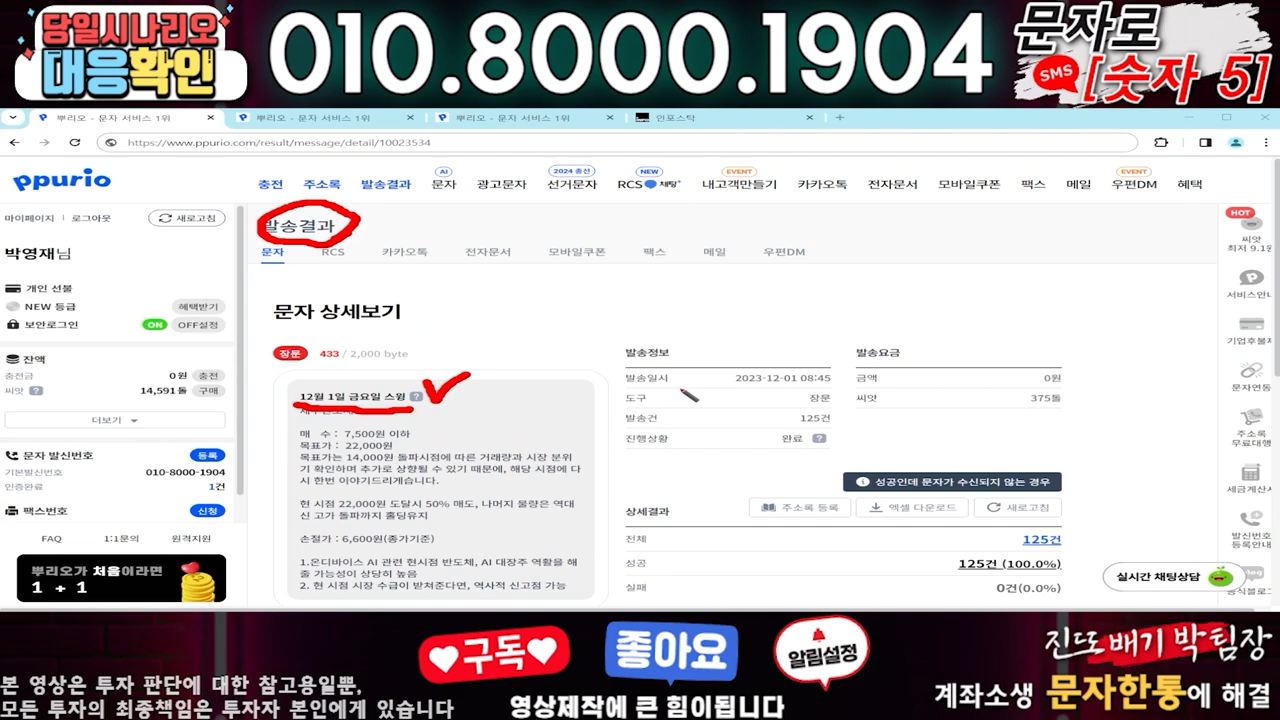 당일시나리오
대응확인
010.8000.1904
문자로
SMS
[숫자 5]
뿌리오 - 문자 서비스 1위
뿌리오 - 문자 서비스 1위
뿌리오 - 문자 서비스 1위
인포스탁
https://www.ppurio.com/result/message/detail/10023534
ppurio
충전
주소록
발송결과
AI
문자
광고문자
2024 총선
선거문자
NEW
RCS 채팅+
EVENT
내고객만들기
카카오톡
전자문서
모바일쿠폰
팩스
메일
EVENT
우편DM
혜택
마이페이지 | 로그아웃
새로고침
박영재님
개인 선불
NEW 등급
혜택받기
보안로그인
ON
OFF설정
잔액
충전금
0원
충전
씨앗 ?
14,591톨
구매
더보기
문자 발신번호
등록
기본발신번호
010-8000-1904
인증완료
1건
팩스번호
신청
FAQ
1:1문의
원격지원
뿌리오가 처음이라면
1 + 1
발송결과
문자
RCS
카카오톡
전자문서
모바일쿠폰
팩스
메일
우편DM
문자 상세보기
장문
433 / 2,000 byte
12월 1일 금요일 스윙 ?
매 수 : 7,500원 이하
목표가 : 22,000원
목표가는 14,000원 돌파시점에 따른 거래량과 시장 분위
기 확인하며 추가로 상향될 수 있기 때문에, 해당 시점에 다
시 한번 이야기드리게습니다.
현 시점 22,000원 도달시 50% 매도, 나머지 물량은 역대
신 고가 돌파까지 홀딩유지
손절가 : 6,600원(종가기준)
1.온디바이스 AI 관련 현시점 반도체, AI 대장주 역할을 해
줄 가능성이 상당히 높음
2. 현 시점 시장 수급이 받쳐준다면, 역사적 신고점 가능
발송정보
발송일시
2023-12-01 08:45
도구
장문
발송건
125건
진행상황
완료 ?
발송요금
금액
0원
씨앗
375톨
성공인데 문자가 수신되지 않는 경우
상세결과
주소록 등록
엑셀 다운로드
새로고침
전체
125건
성공
125건 (100.0%)
실패
0건(0.0%)
HOT
씨앗
최저 9.1원
서비스안내
기업후불제
문자연동
주소록
무료대행
세금계산서
발신번호
등록안내
실시간 채팅상담
구독
좋아요
알림설정
영상제작에 큰 힘이됩니다
본 영상은 투자 판단에 대한 참고용일뿐,
모든 투자의 최종책임은 투자자 본인에게 있습니다
진또배기 박팀장
계좌소생 문자한통에 해결